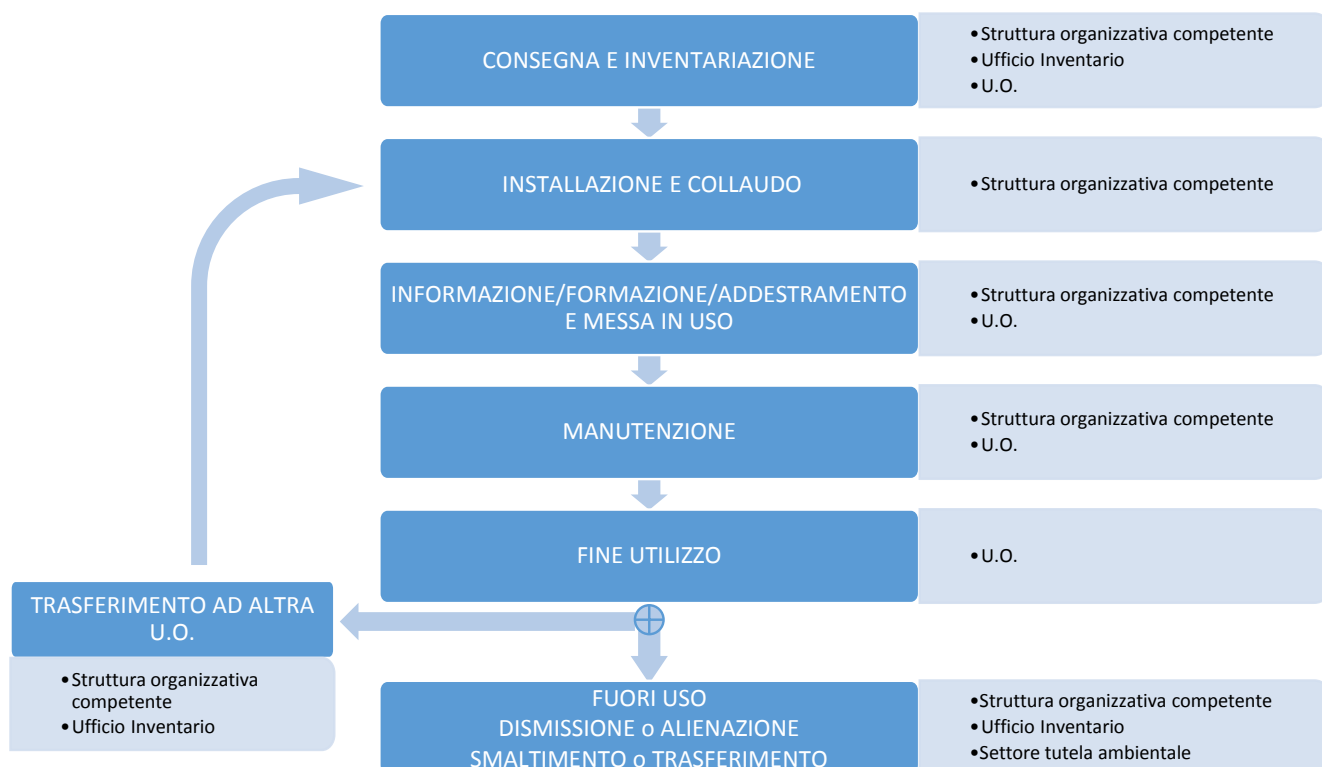 CONSEGNA E INVENTARIAZIONE
•Struttura organizzativa competente
•Ufficio Inventario
•U.O.
INSTALLAZIONE E COLLAUDO
•Struttura organizzativa competente
INFORMAZIONE/FORMAZIONE/ADDESTRAMENTO
E MESSA IN USO
•Struttura organizzativa competente
•U.O.
MANUTENZIONE
•Struttura organizzativa competente
•U.O.
FINE UTILIZZO
•U.O.
TRASFERIMENTO AD ALTRA
U.O.
•Struttura organizzativa
competente
•Ufficio Inventario
FUORI USO
DISMISSIONE o ALIENAZIONE
SMALTIMENTO o TRASFERIMENTO
•Struttura organizzativa competente
•Ufficio Inventario
•Settore tutela ambientale